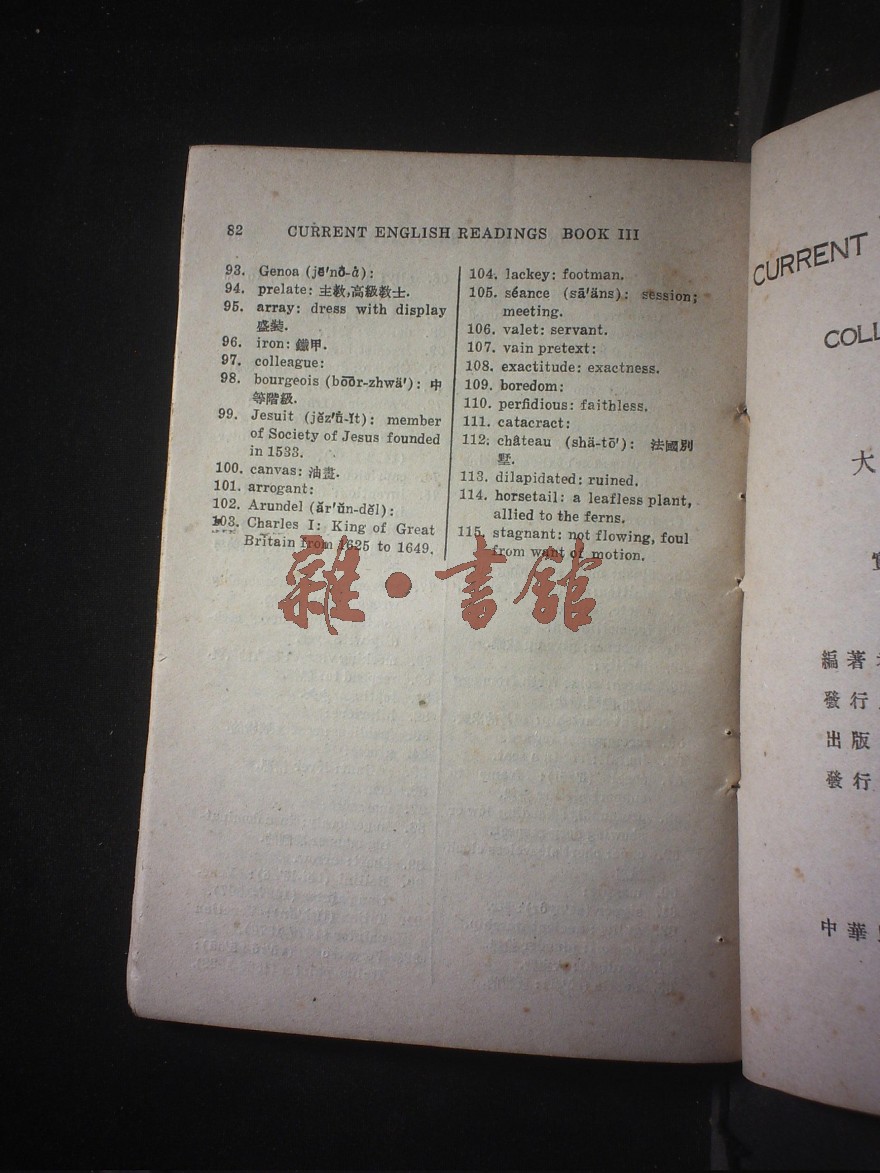 82 CURRENT ENGLISH READINGS BOOK III
93. Genoa (jĕ'nō-ȧ):
94. prelate: 主敎,高級敎士.
95. array: dress with display
盛裝.
96. iron: 鐵甲.
97. colleague:
98. bourgeois (bōōr-zhwä'): 中
等階級.
99. Jesuit (jĕz'ū-ĭt): member
of Society of Jesus founded
in 1533.
100. canvas: 油畫.
101. arrogant:
102. Arundel (ăr'ŭn-dĕl):
103. Charles I: King of Great
Britain from 1625 to 1649.
104. lackey: footman.
105. séance (sā'äns): session;
meeting.
106. valet: servant.
107. vain pretext:
108. exactitude: exactness.
109. boredom:
110. perfidious: faithless.
111. cataract:
112. château (shä-tō'): 法國別
墅.
113. dilapidated: ruined.
114. horsetail: a leafless plant,
allied to the ferns.
115. stagnant: not flowing, foul
from want of motion.
雜·書館
CURRENT
COLL
大
編著
發行
出版
發行
中華